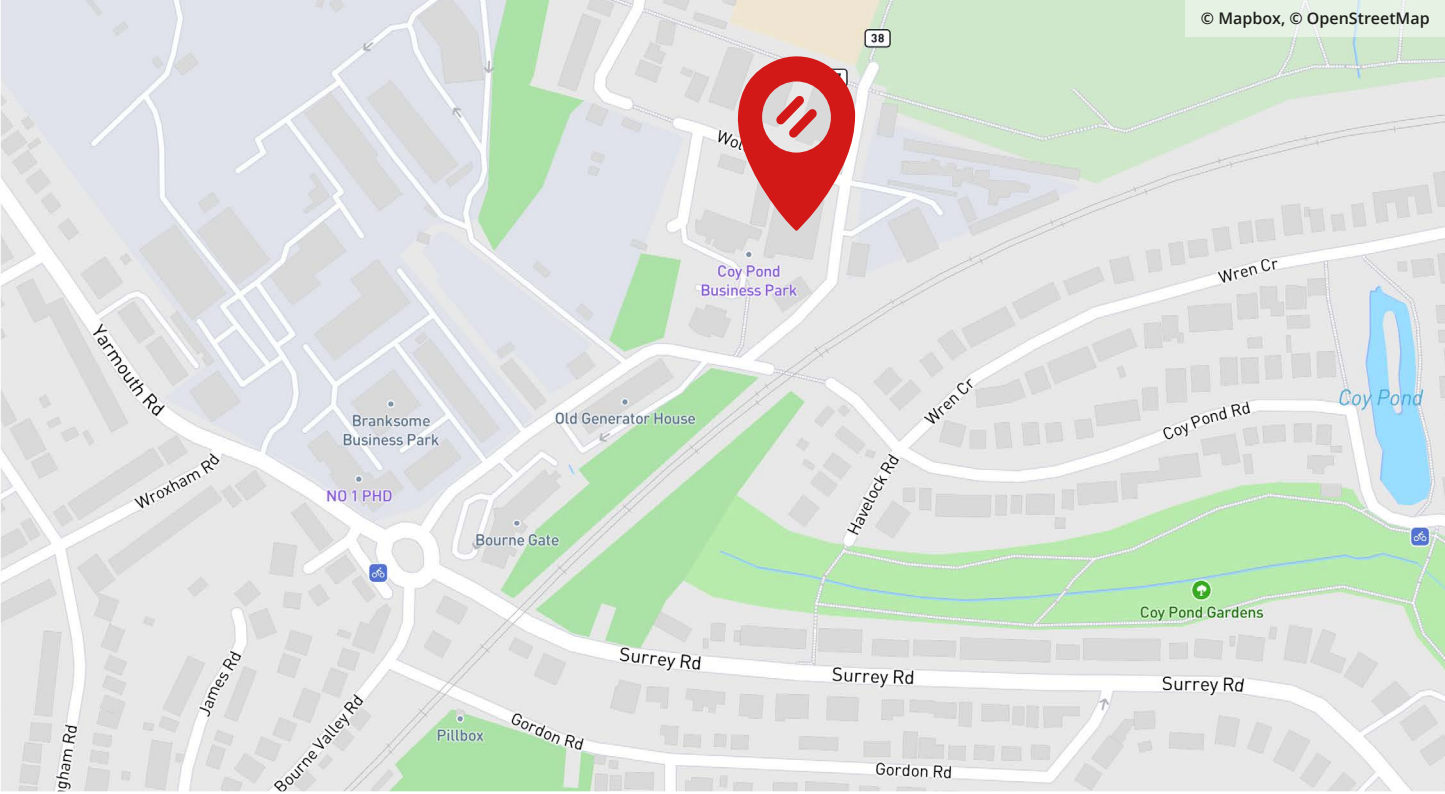 © Mapbox, © OpenStreetMap
38
Coy Pond
Business Park
Wren Cr
Yarmouth Rd
Wren Cr
Coy Pond
Branksome
Business Park
Old Generator House
Coy Pond Rd
Wroxham Rd
NO 1 PHD
Havelock Rd
Bourne Gate
Coy Pond Gardens
Surrey Rd
Surrey Rd
Surrey Rd
James Rd
Bourne Valley Rd
Pillbox
Gordon Rd
Gordon Rd